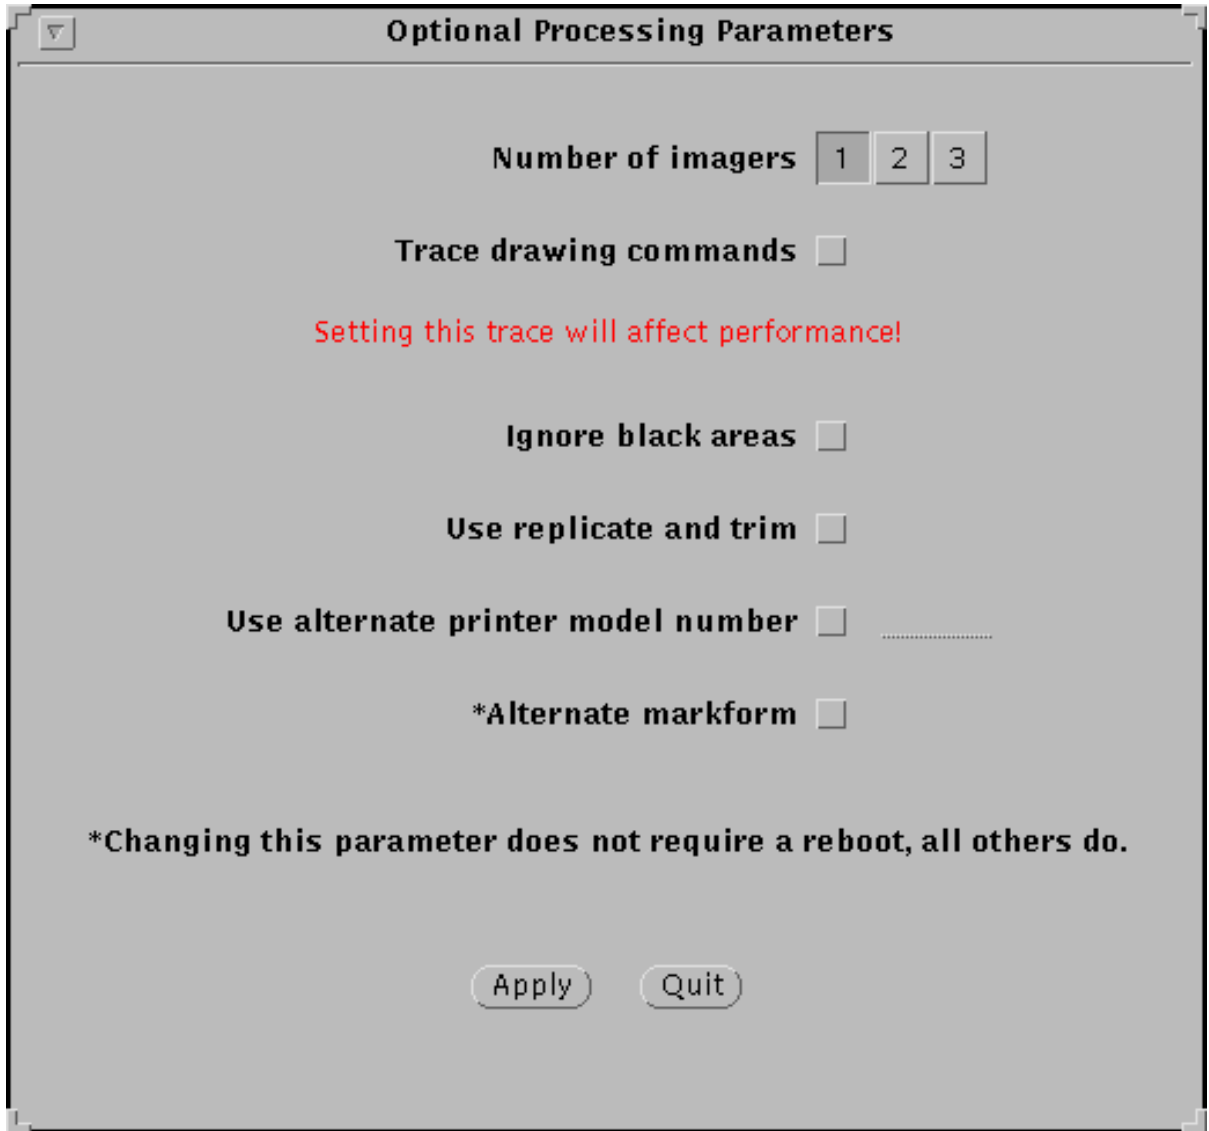 Optional Processing Parameters
Number of imagers 1 2 3
Trace drawing commands
Setting this trace will affect performance!
Ignore black areas
Use replicate and trim
Use alternate printer model number
*Alternate markform
*Changing this parameter does not require a reboot, all others do.
Apply Quit